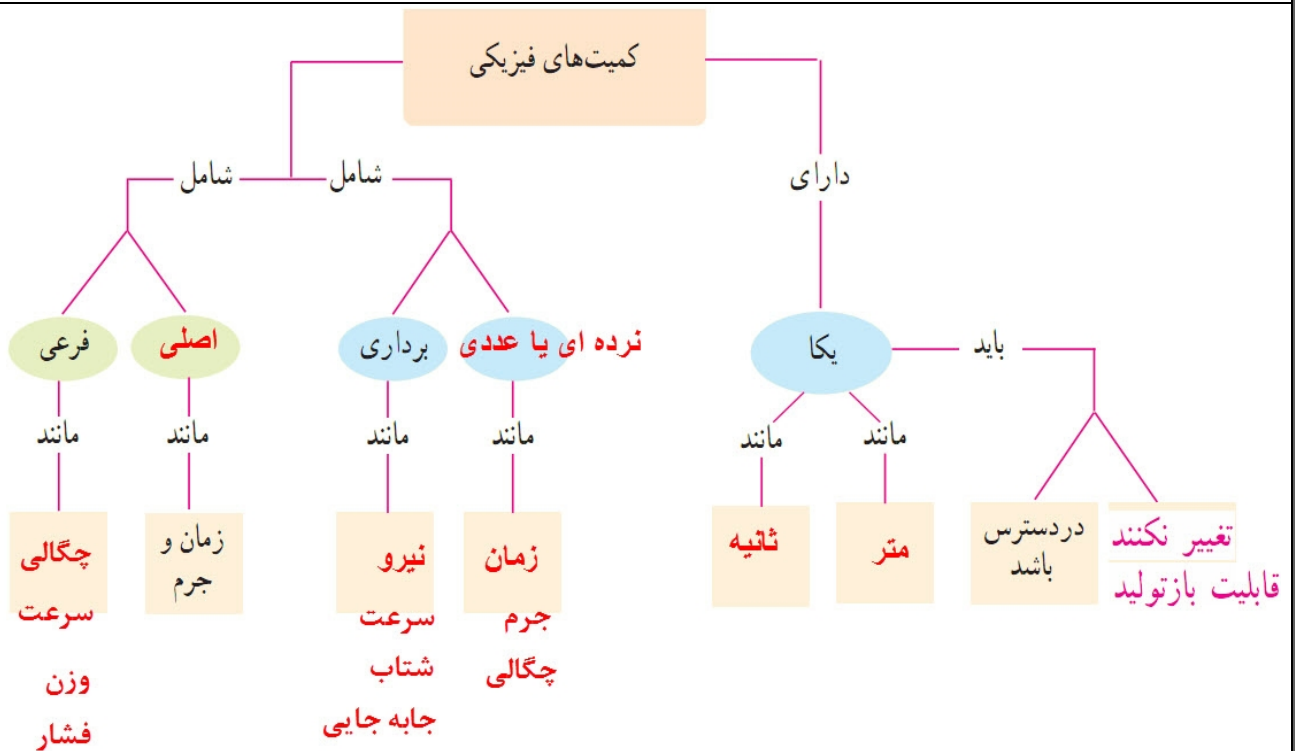 کمیت‌های فیزیکی
دارای
شامل
شامل
یکا
باید
نرده ای یا عددی
برداری
اصلی
فرعی
مانند
مانند
مانند
مانند
مانند
مانند
تغییر نکنند
قابلیت بازتولید
در دسترس
باشد
متر
ثانیه
زمان
جرم
چگالی
نیرو
سرعت
شتاب
جابه جایی
زمان و
جرم
چگالی
سرعت
وزن
فشار